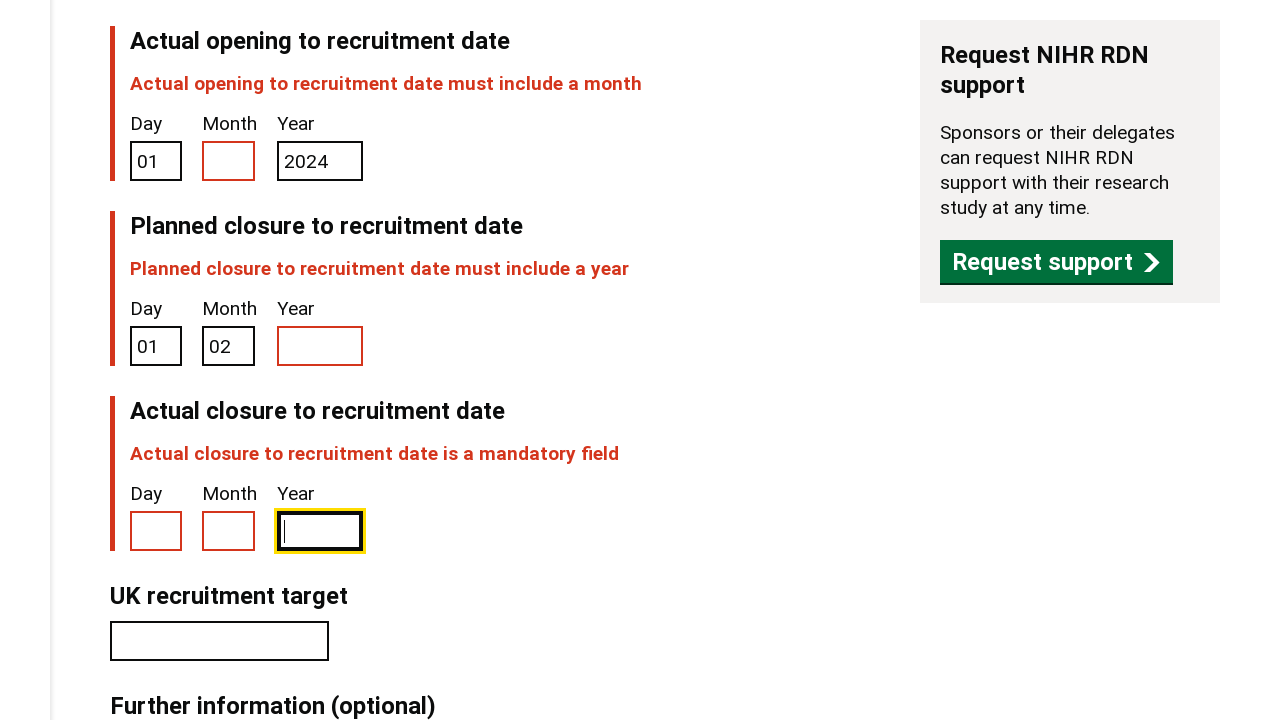 Actual opening to recruitment date
Actual opening to recruitment date must include a month
Day Month Year
01 2024
Planned closure to recruitment date
Planned closure to recruitment date must include a year
Day Month Year
01 02
Actual closure to recruitment date
Actual closure to recruitment date is a mandatory field
Day Month Year
UK recruitment target
Further information (optional)
Request NIHR RDN
support
Sponsors or their delegates
can request NIHR RDN
support with their research
study at any time.
Request support